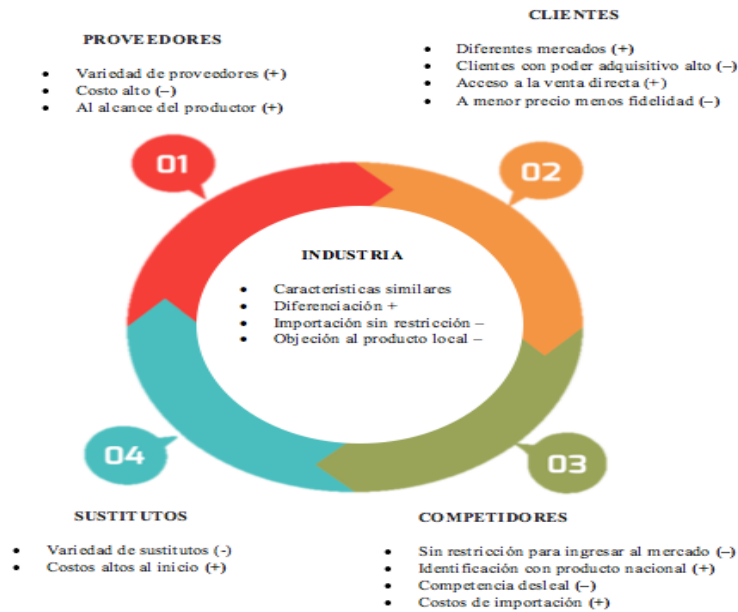 PROVEEDORES
• Variedad de proveedores (+)
• Costo alto (–)
• Al alcance del productor (+)
CLIENTES
• Diferentes mercados (+)
• Clientes con poder adquisitivo alto (–)
• Acceso a la venta directa (+)
• A menor precio menos fidelidad (–)
01
02
INDUSTRIA
• Características similares
• Diferenciación +
• Importación sin restricción –
• Objeción al producto local –
04
03
SUSTITUTOS
• Variedad de sustitutos (-)
• Costos altos al inicio (+)
COMPETIDORES
• Sin restricción para ingresar al mercado (–)
• Identificación con producto nacional (+)
• Competencia desleal (–)
• Costos de importación (+)